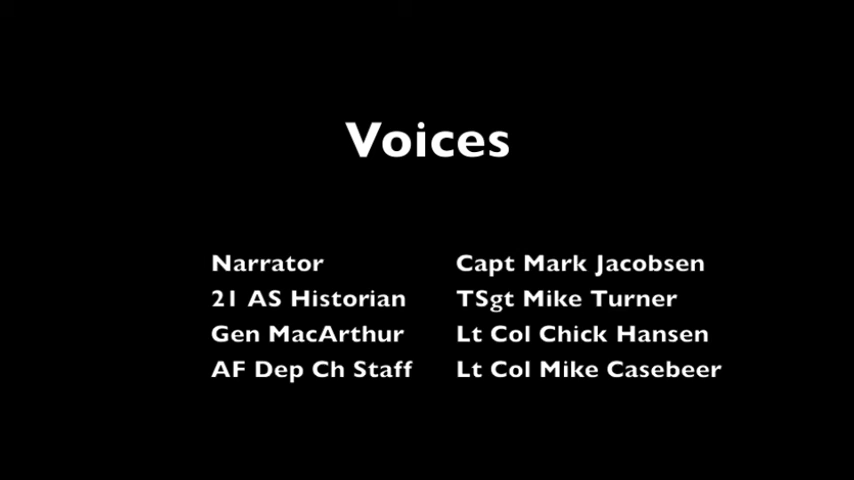 Voices
Narrator Capt Mark Jacobsen
21 AS Historian TSgt Mike Turner
Gen MacArthur Lt Col Chick Hansen
AF Dep Ch Staff Lt Col Mike Casebeer